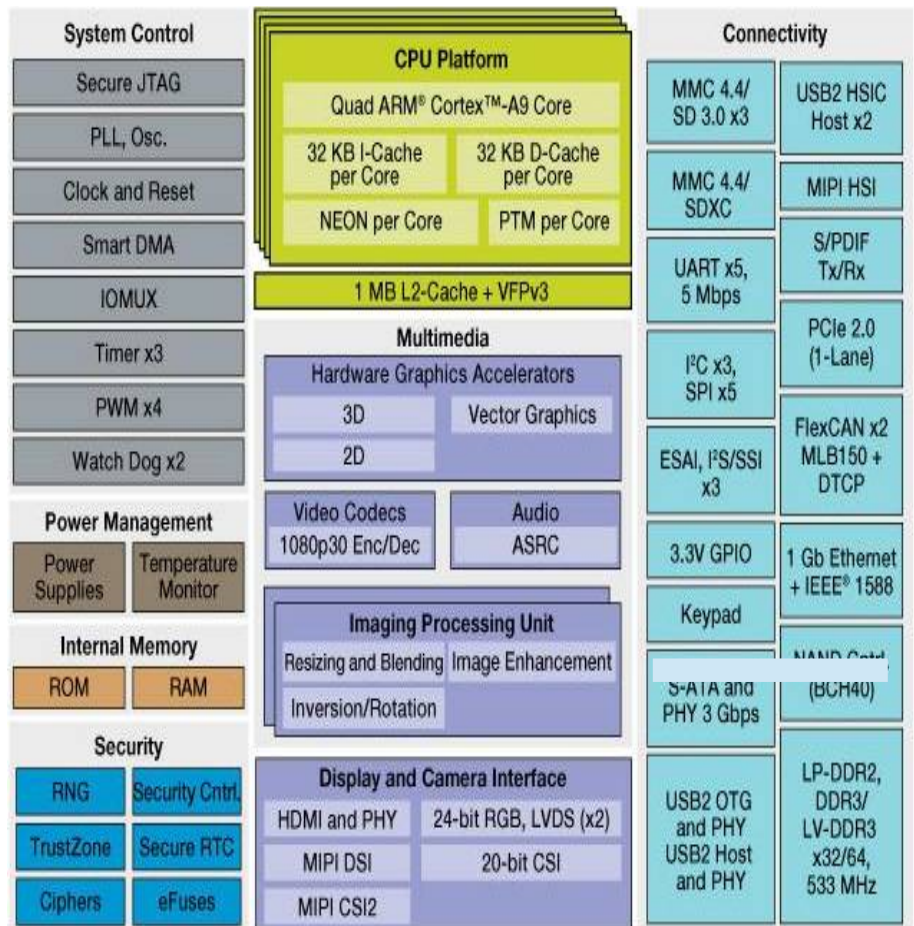 System Control
Secure JTAG
PLL, Osc.
Clock and Reset
Smart DMA
IOMUX
Timer x3
PWM x4
Watch Dog x2
Power Management
Power
Supplies
Temperature
Monitor
Internal Memory
ROM
RAM
Security
RNG
Security Cntrl.
TrustZone
Secure RTC
Ciphers
eFuses
CPU Platform
Quad ARM® Cortex™-A9 Core
32 KB I-Cache
per Core
32 KB D-Cache
per Core
NEON per Core
PTM per Core
1 MB L2-Cache + VFPv3
Multimedia
Hardware Graphics Accelerators
3D
Vector Graphics
2D
Video Codecs
1080p30 Enc/Dec
Audio
ASRC
Imaging Processing Unit
Resizing and Blending
Image Enhancement
Inversion/Rotation
Display and Camera Interface
HDMI and PHY
24-bit RGB, LVDS (x2)
MIPI DSI
20-bit CSI
MIPI CSI2
Connectivity
MMC 4.4/
SD 3.0 x3
MMC 4.4/
SDXC
UART x5,
5 Mbps
I²C x3,
SPI x5
ESAI, I²S/SSI
x3
3.3V GPIO
Keypad
S-ATA and
PHY 3 Gbps
USB2 OTG
and PHY
USB2 Host
and PHY
USB2 HSIC
Host x2
MIPI HSI
S/PDIF
Tx/Rx
PCIe 2.0
(1-Lane)
FlexCAN x2
MLB150 +
DTCP
1 Gb Ethernet
+ IEEE® 1588
(BCH40)
LP-DDR2,
DDR3/
LV-DDR3
x32/64,
533 MHz